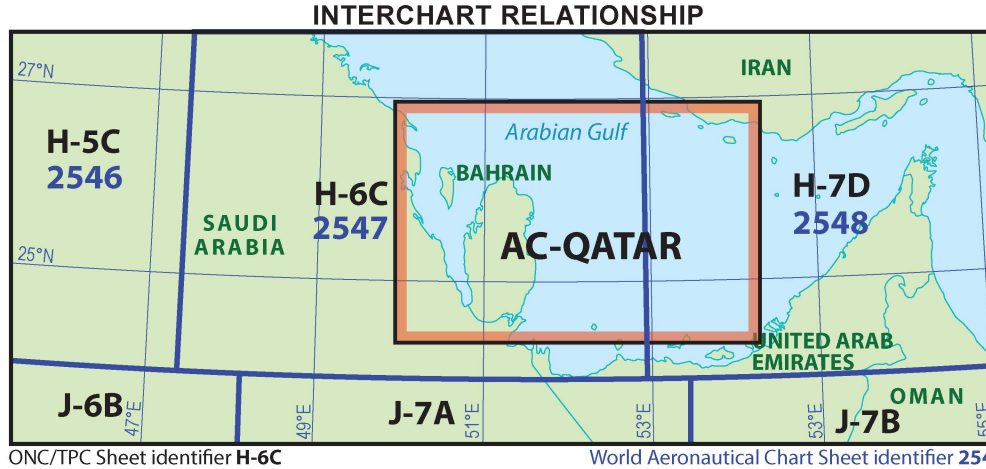 INTERCHART RELATIONSHIP
27°N
IRAN
H-5C
2546
Arabian Gulf
BAHRAIN
H-6C
2547
H-7D
2548
SAUDI
ARABIA
AC-QATAR
25°N
UNITED ARAB
EMIRATES
OMAN
J-6B
47°E
49°E
J-7A
51°E
53°E
53°E
J-7B
55°E
ONC/TPC Sheet identifier H-6C
World Aeronautical Chart Sheet identifier 254